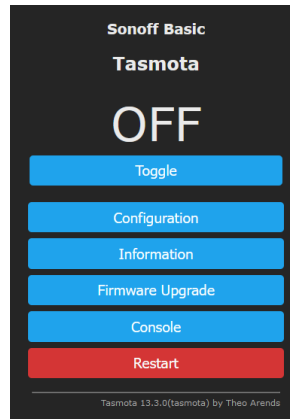 Sonoff Basic
Tasmota
OFF
Toggle
Configuration
Information
Firmware Upgrade
Console
Restart
Tasmota 13.3.0(tasmota) by Theo Arends